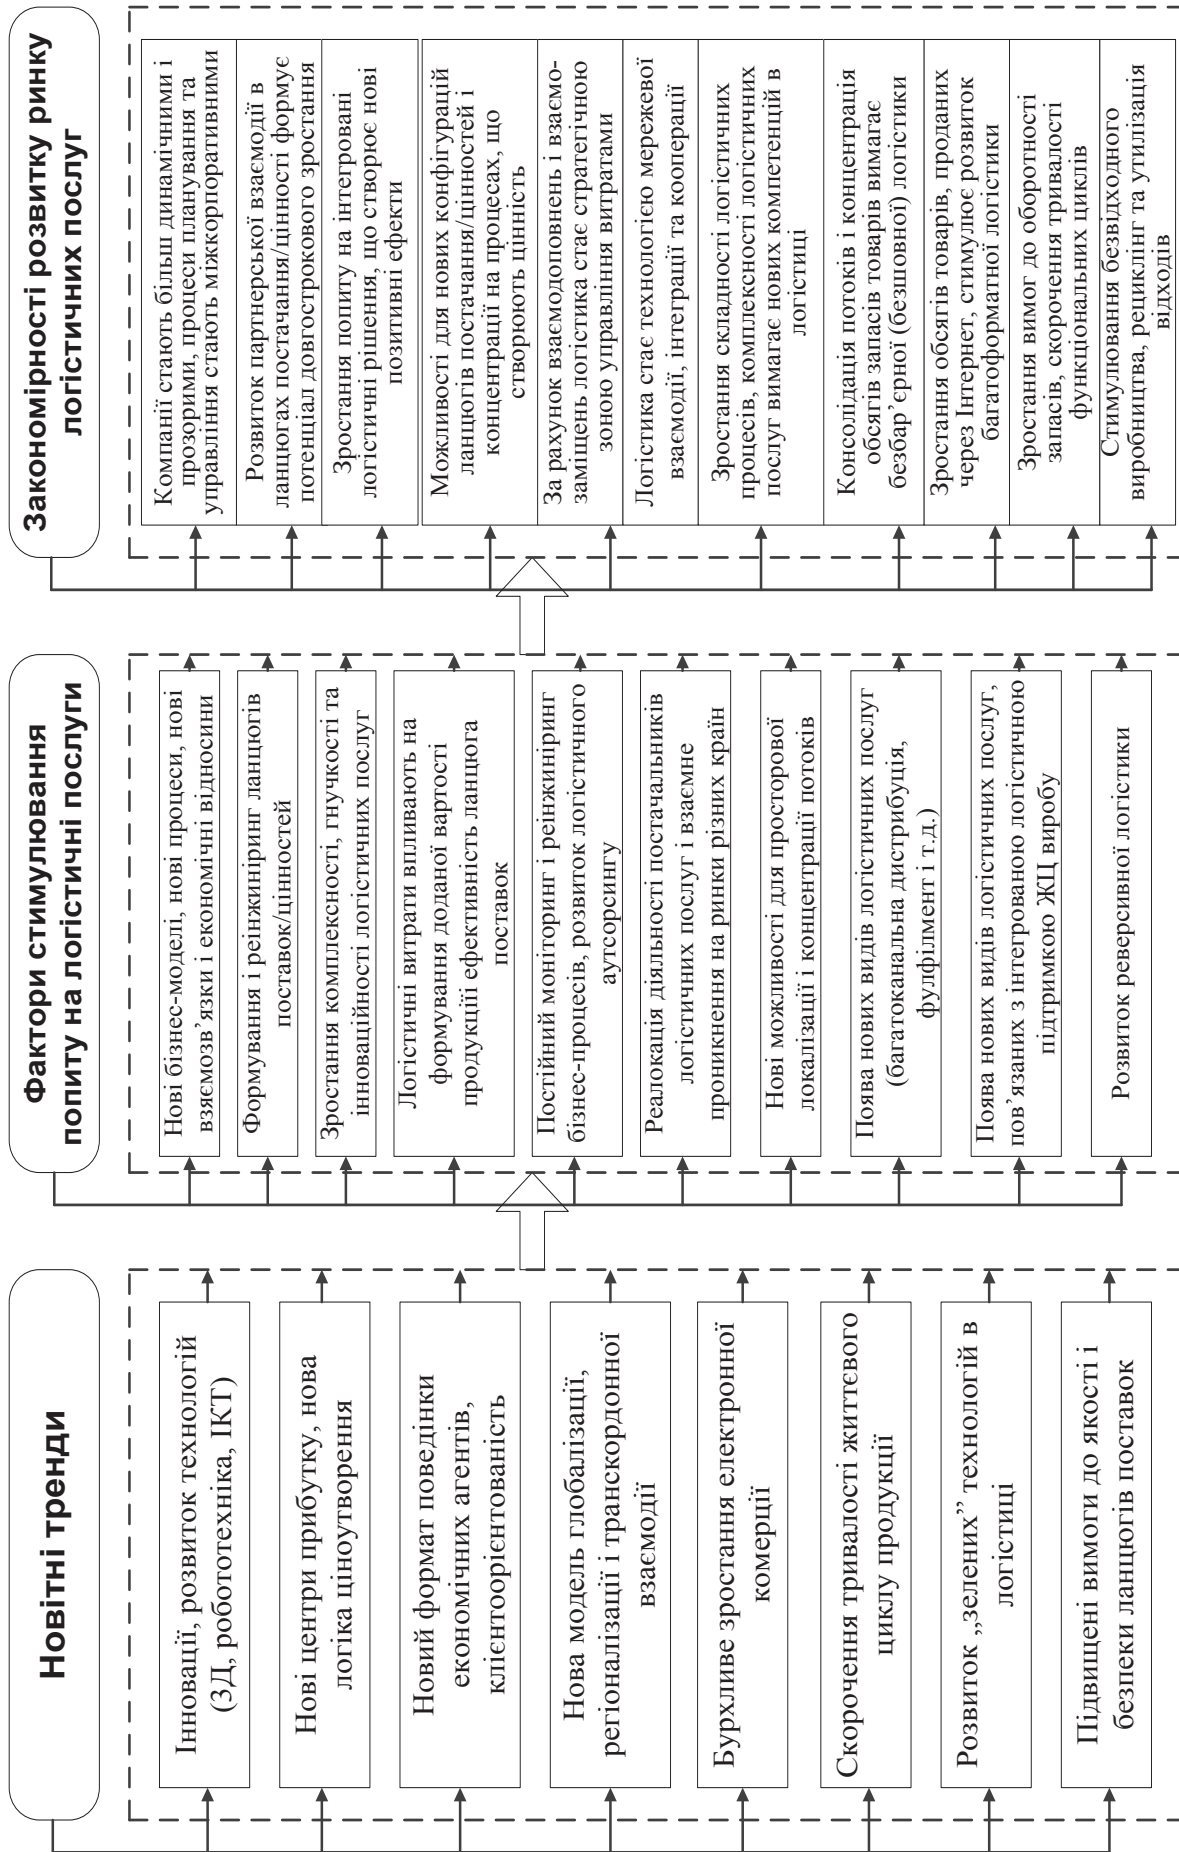 Новітні тренди
Інновації, розвиток технологій
(3Д, робототехніка, ІКТ)
Нові центри прибутку, нова
логіка ціноутворення
Новий формат поведінки
економічних агентів,
клієнтоорієнтованість
Нова модель глобалізації,
регіоналізації і транскордонної
взаємодії
Бурхливе зростання електронної
комерції
Скорочення тривалості життєвого
циклу продукції
Розвиток „зелених” технологій в
логістиці
Підвищені вимоги до якості і
безпеки ланцюгів поставок
Фактори стимулювання
попиту на логістичні послуги
Нові бізнес-моделі, нові процеси, нові
взяємозв’язки і економічні відносини
Формування і реінжиніринг ланцюгів
поставок/цінностей
Зростання комплексності, гнучкості та
інноваційності логістичних послуг
Логістичні витрати впливають на
формування доданої вартості
продукціїі ефективність ланцюга
поставок
Постійний моніторинг і реінжиніринг
бізнес-процесів, розвиток логістичного
аутсорсингу
Реалокація діяльності постачальників
логістичних послуг і взаємне
проникнення на ринки різних країн
Нові можливості для просторової
локалізації і концентрації потоків
Поява нових видів логістичних послуг
(багатоканальна дистрибуція,
фулфілмент і т.д.)
Поява нових видів логістичних послуг,
пов’язаних з інтегрованою логістичною
підтримкою ЖЦ виробу
Розвиток реверсивної логістики
Закономірності розвитку ринку
логістичних послуг
Компанії стають більш динамічними і
прозорими, процеси планування та
управління стають міжкорпоративними
Розвиток партнерської взаємодії в
ланцюгах постачання/цінності формує
потенціал довгострокового зростання
Зростання попиту на інтегровані
логістичні рішення, що створює нові
позитивні ефекти
Можливості для нових конфігурацій
ланцюгів постачання/цінностей і
концентрації на процесах, що
створюють цінність
За рахунок взаємодоповнень і взаємо-
заміщень логістика стає стратегічною
зоною управління витратами
Логістика стає технологією мережевої
взаємодії, інтеграції та кооперації
Зростання складності логістичних
процесів, комплексності логістичних
послуг вимагає нових компетенцій в
логістиці
Консолідація потоків і концентрація
обсягів запасів товарів вимагає
безбар’єрної (безшовної) логістики
Зростання обсягів товарів, проданих
через Інтернет, стимулює розвиток
багатоформатної логістики
Зростання вимог до оборотності
запасів, скорочення тривалості
функціональних циклів
Стимулювання безвідходного
виробництва, рециклінг та утилізація
відходів